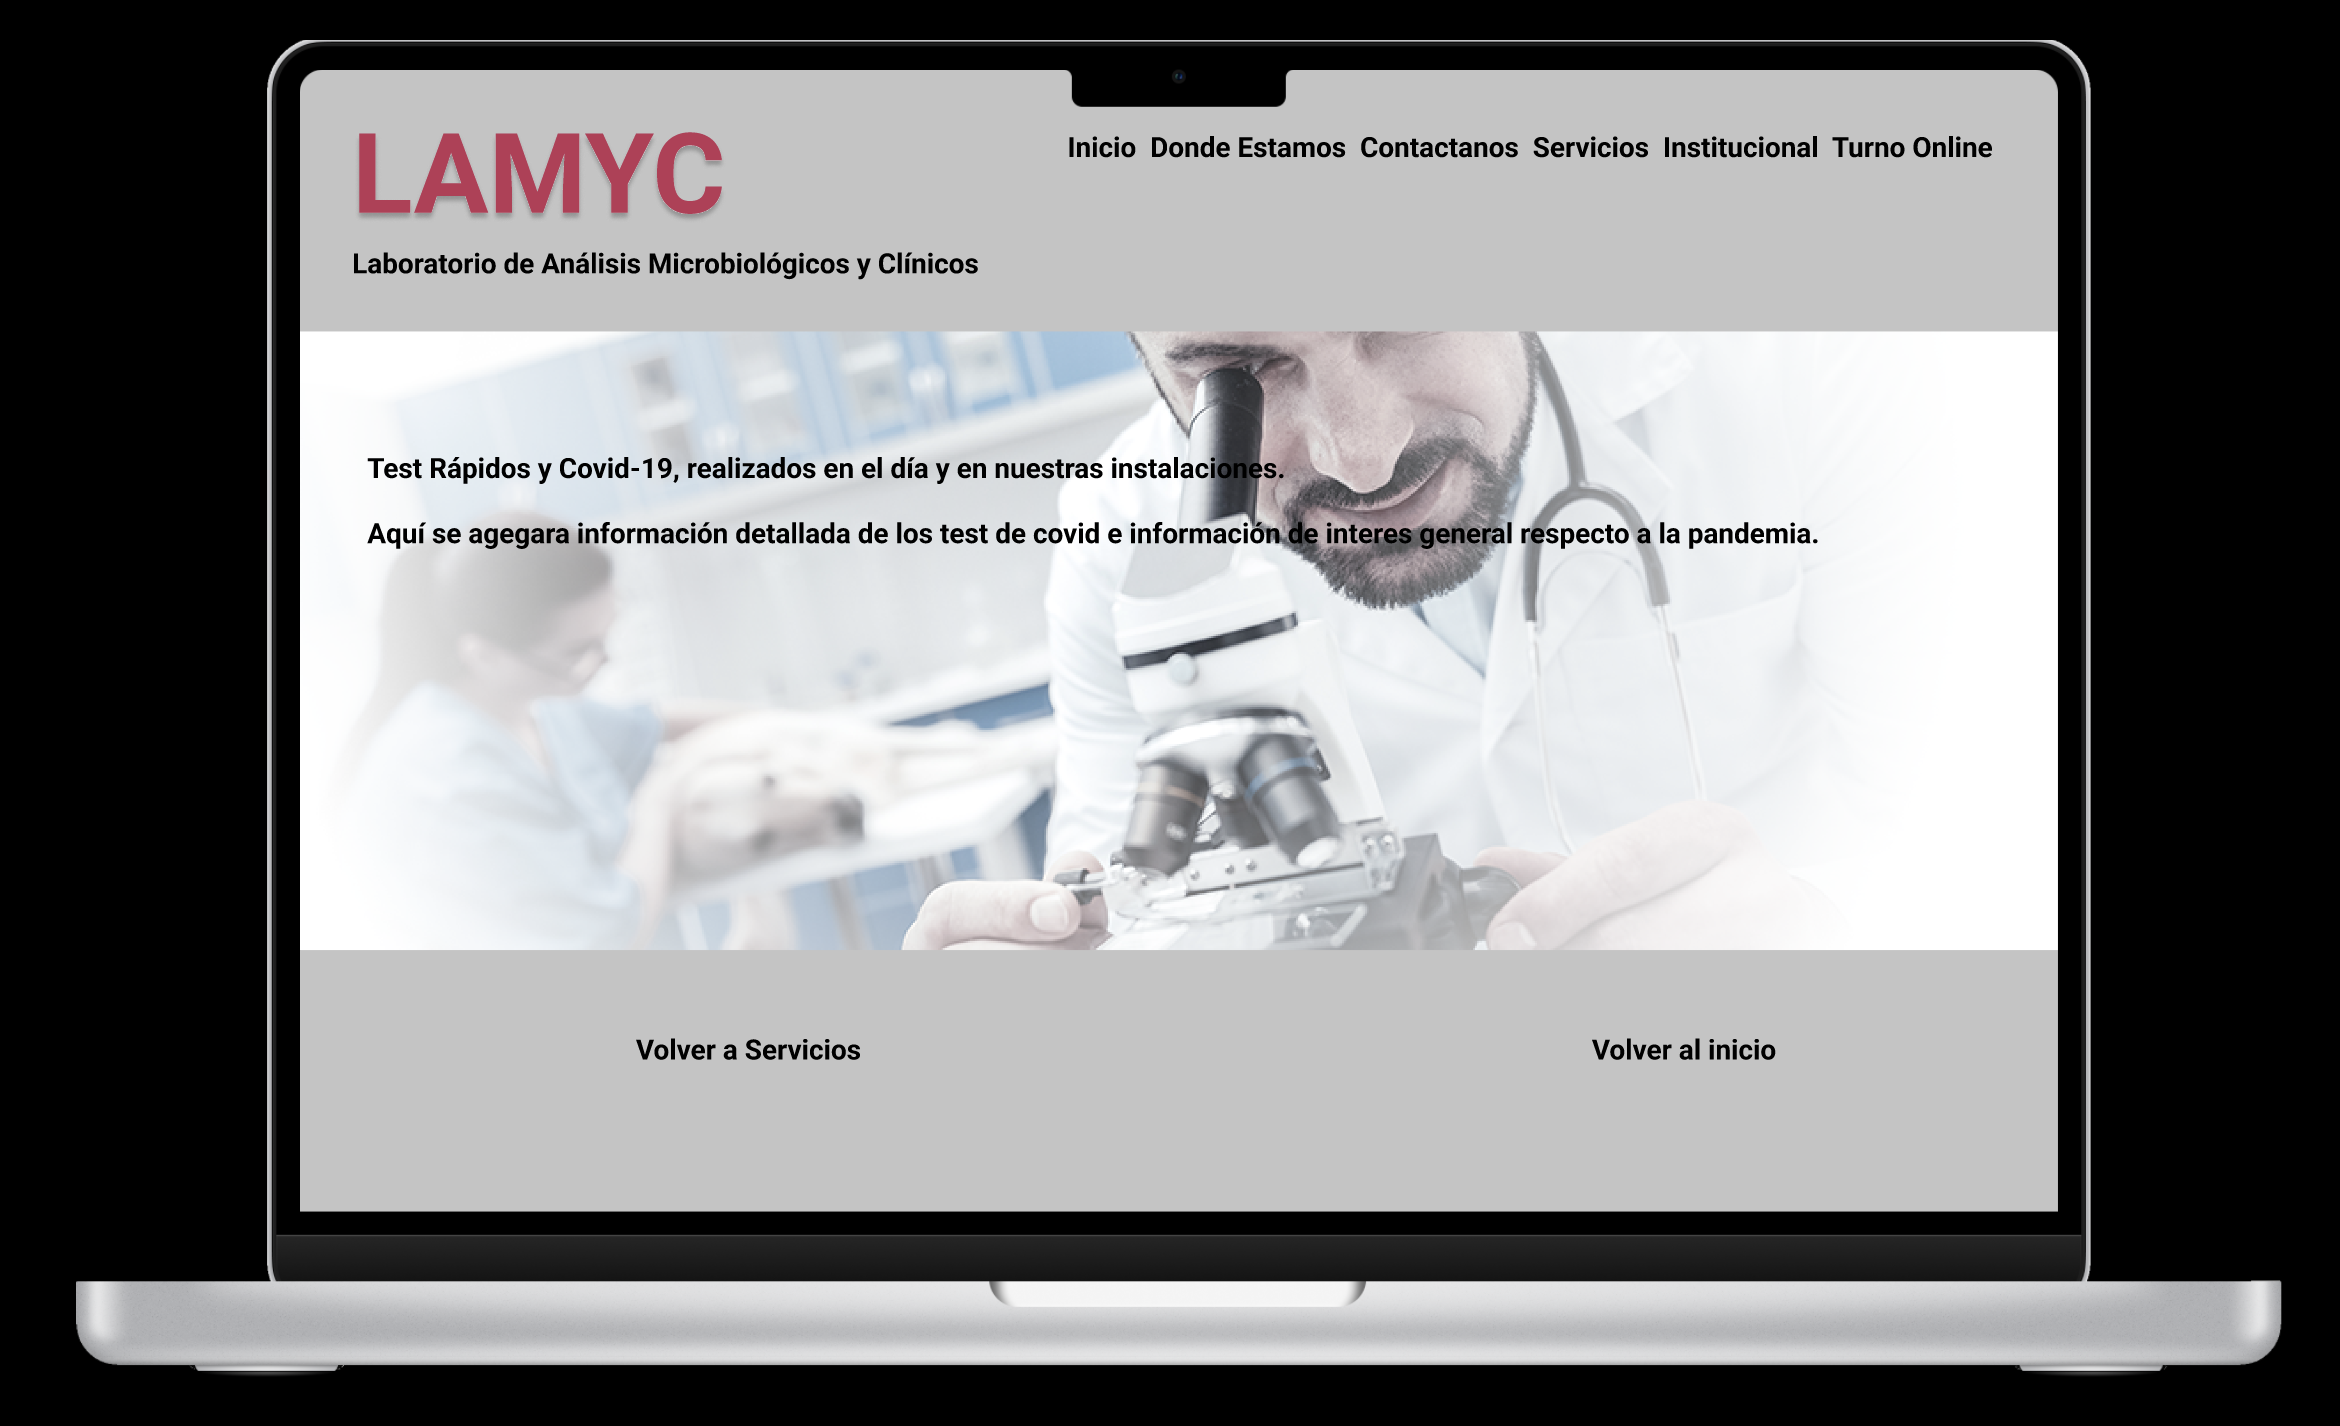 LAMYC
Inicio Donde Estamos Contactanos Servicios Institucional Turno Online
Laboratorio de Análisis Microbiológicos y Clínicos
Test Rápidos y Covid-19, realizados en el día y en nuestras instalaciones.
Aquí se agegara información detallada de los test de covid e información de interes general respecto a la pandemia.
Volver a Servicios
Volver al inicio